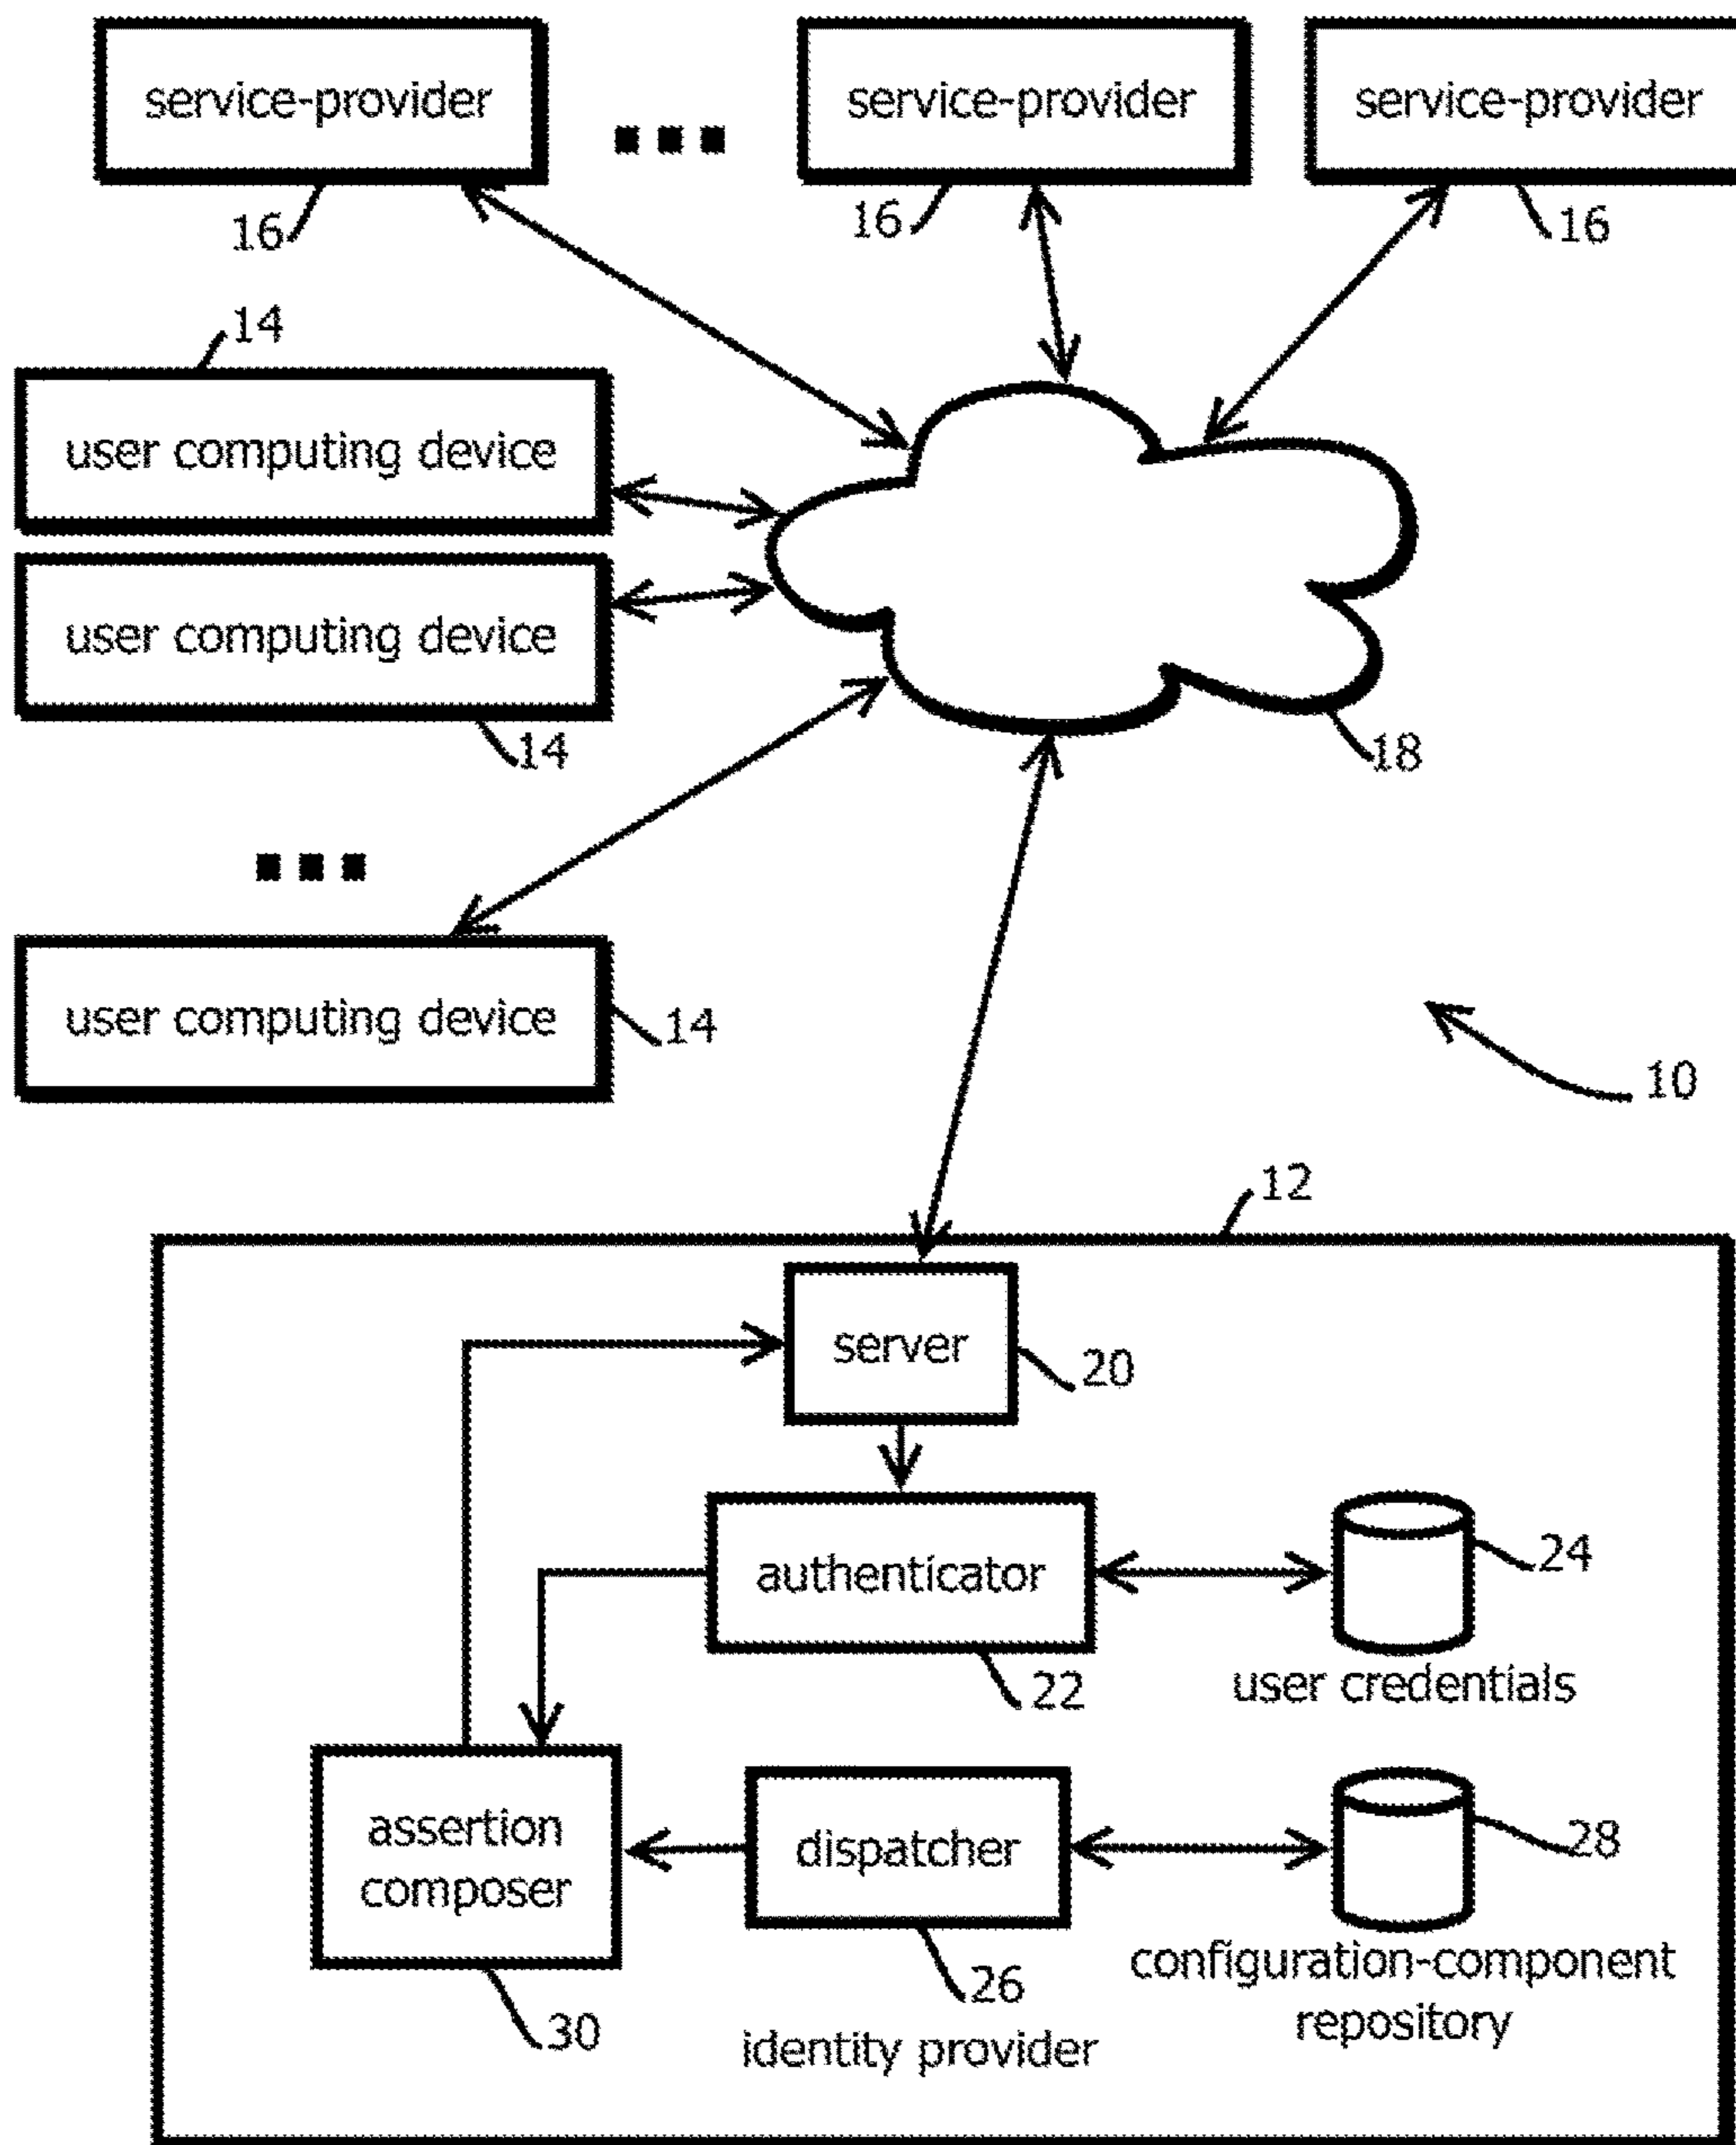 service-provider
service-provider
service-provider
16
16
16
14
user computing device
user computing device
14
18
user computing device
14
10
12
server
20
authenticator
24
22
user credentials
assertion
composer
dispatcher
28
26
configuration-component
repository
30
identity provider